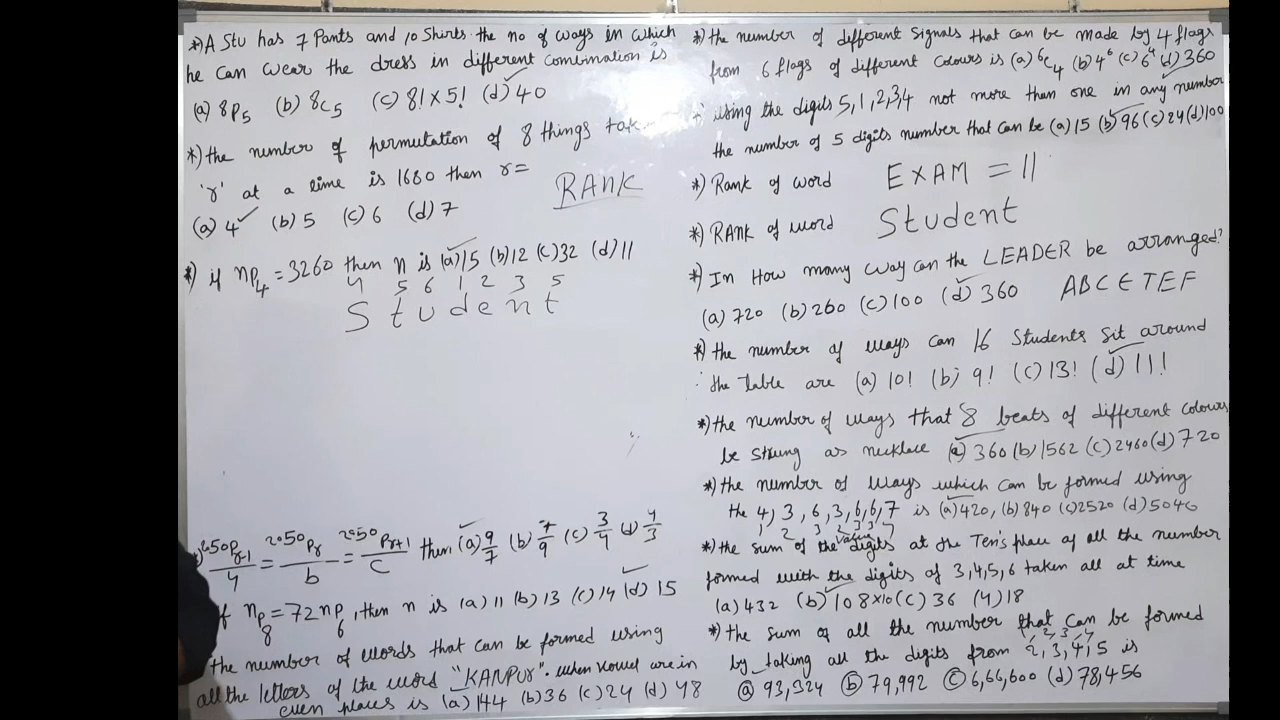 *) A Stu has 7 Pants and 10 Shirts the no of ways in which
he can wear the dress in different combination is
(a) 8P5 (b) 8C5 (c) 8! x 5! (d) 40
*) the number of permutation of 8 things
'r' at a time is 1680 then r=
(a) 4 (b) 5 (c) 6 (d) 7
RANK
*) if nP4 = 3260 then n is (a) 15 (b) 12 (c) 32 (d) 11
4 5 6 1 2 3 5
Student
50Pr-1/4 = 2050Pr/b = 2050Pr+1/c then (a) 9/7 (b) 7/9 (c) 3/4 (d) 4/3
if nP8 = 72 nP6, then n is (a) 11 (b) 13 (c) 14 (d) 15
the number of words that can be formed using
all the letters of the word "KANPUr". when vowel are in
even places is (a) 144 (b) 36 (c) 24 (d) 48
*) the number of different Signals that can be made by 4 flags
from 6 flags of different colours is (a) 6C4 (b) 4^6 (c) 6^4 (d) 360
using the digits 5,1,2,3,4 not more then one in any number
the number of 5 digits number that can be (a) 15 (b) 96 (c) 24 (d) 100
*) Rank of word EXAM = 11
*) RANK of word Student
*) In How many way can the LEADER be arranged?
(a) 720 (b) 260 (c) 100 (d) 360 ABCETEF
*) the number of ways can 16 Students sit around
the table are (a) 10! (b) 9! (c) 13! (d) 11!
*) the number of ways that 8 beats of different colours
be strung as necklace (a) 360 (b) 1562 (c) 2460 (d) 720
*) the number of ways which can be formed using
the 4,3,6,3,6,6,7 is (a) 420, (b) 840 (c) 2520 (d) 5040
*) the sum of the digits at the Ten's place of all the number
formed with the digits of 3,4,5,6 taken all at time
(a) 432 (b) 108x10 (c) 36 (4) 18
*) the sum of all the number that can be formed
by taking all the digits from 2,3,4,5 is
(a) 93,324 (b) 79,992 (c) 6,66,600 (d) 78,456